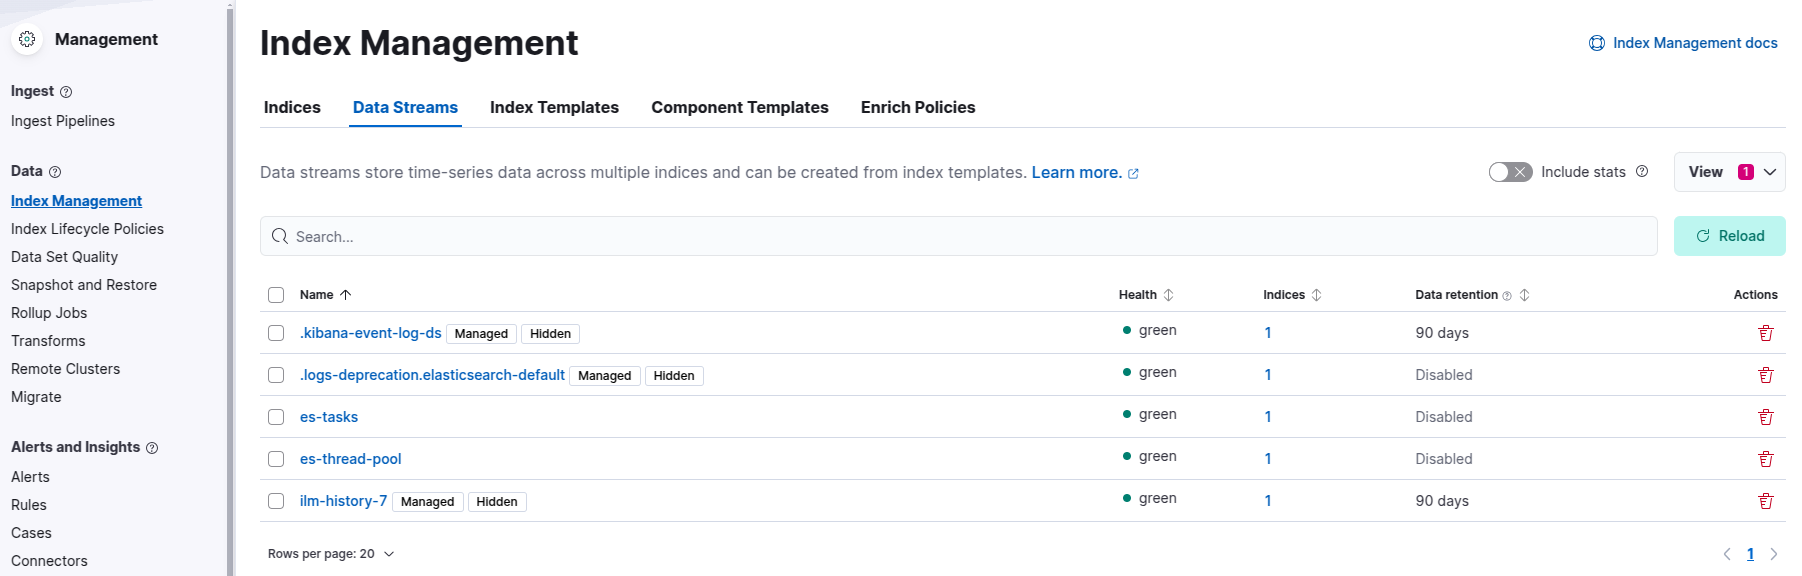 Management
Ingest
Ingest Pipelines
Data
Index Management
Index Lifecycle Policies
Data Set Quality
Snapshot and Restore
Rollup Jobs
Transforms
Remote Clusters
Migrate
Alerts and Insights
Alerts
Rules
Cases
Connectors
Index Management
Index Management docs
Indices Data Streams Index Templates Component Templates Enrich Policies
Data streams store time-series data across multiple indices and can be created from index templates. Learn more.
Include stats
View 1
Search...
Reload
Name Health Indices Data retention Actions
.kibana-event-log-ds Managed Hidden green 1 90 days
.logs-deprecation.elasticsearch-default Managed Hidden green 1 Disabled
es-tasks green 1 Disabled
es-thread-pool green 1 Disabled
ilm-history-7 Managed Hidden green 1 90 days
Rows per page: 20
1